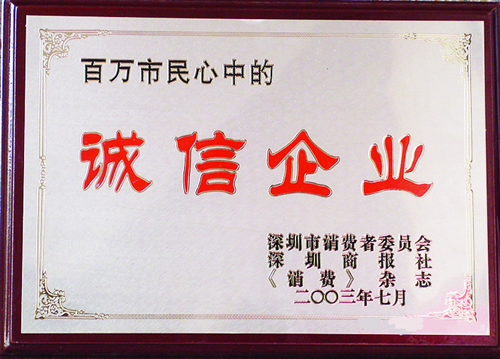 百万市民心中的
诚信企业
深圳市消费者委员会
深圳商报社
《消费》杂志
二〇〇三年七月